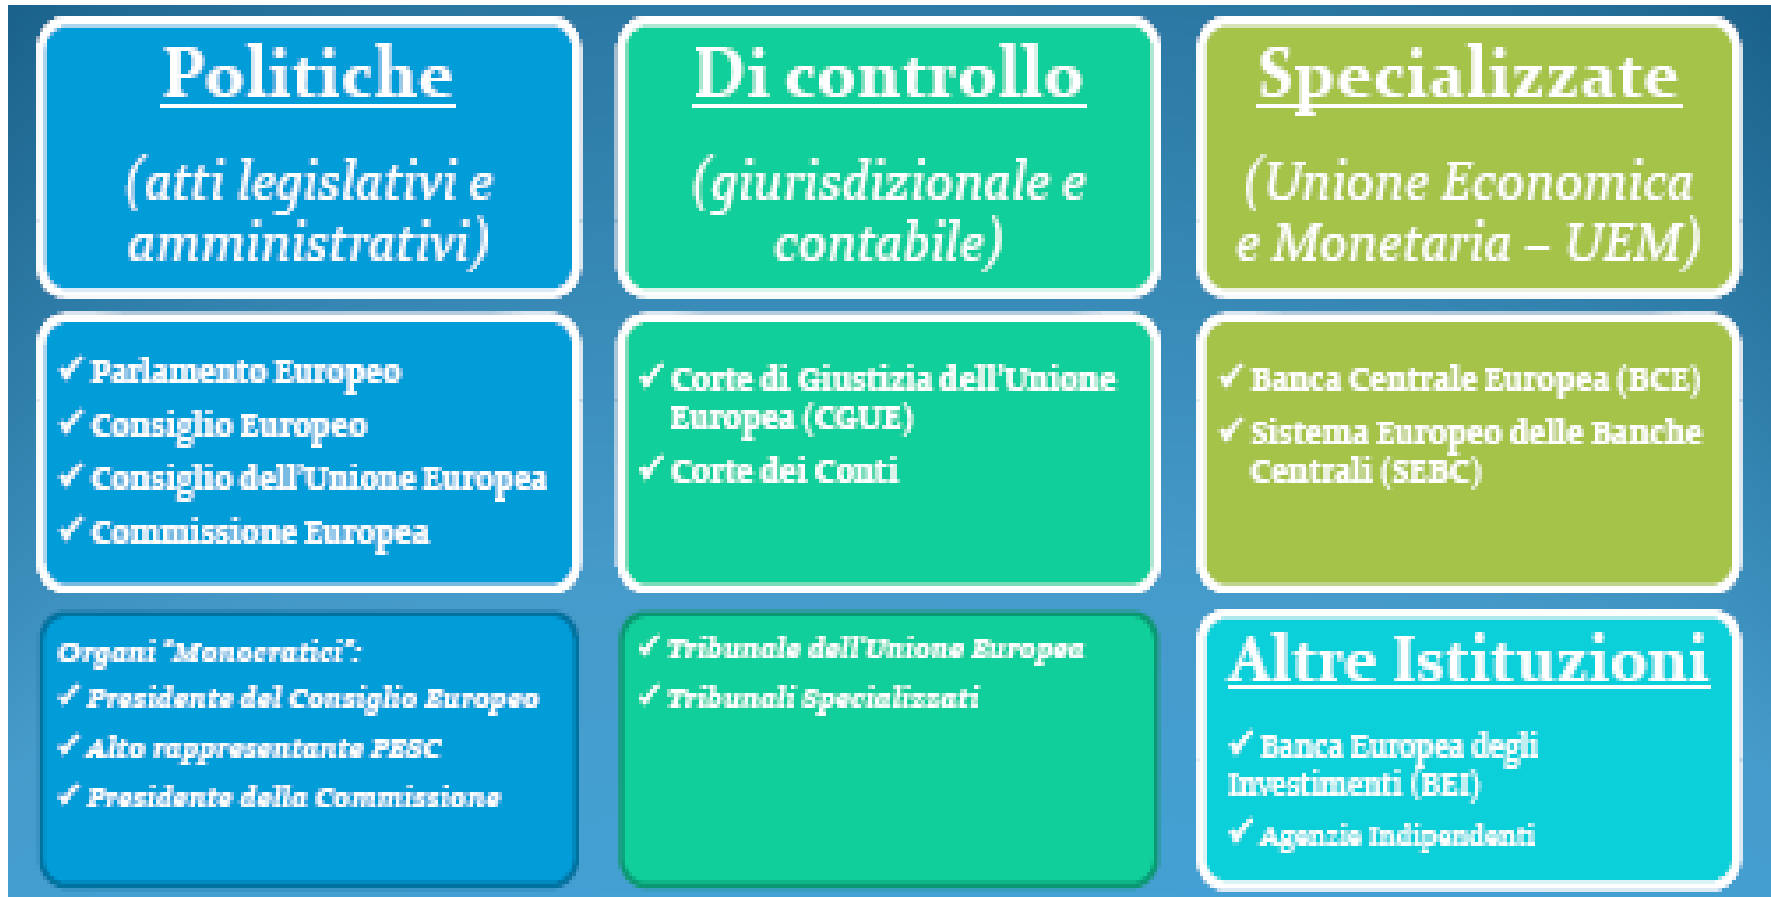 Politiche
(atti legislativi e
amministrativi)
✓ Parlamento Europeo
✓ Consiglio Europeo
✓ Consiglio dell'Unione Europea
✓ Commissione Europea
Organi "Monocratici":
✓ Presidente del Consiglio Europeo
✓ Alto rappresentante PESC
✓ Presidente della Commissione
Di controllo
(giurisdizionale e
contabile)
✓ Corte di Giustizia dell'Unione
Europea (CGUE)
✓ Corte dei Conti
✓ Tribunale dell'Unione Europea
✓ Tribunali Specializzati
Specializzate
(Unione Economica
e Monetaria – UEM)
✓ Banca Centrale Europea (BCE)
✓ Sistema Europeo delle Banche
Centrali (SEBC)
Altre Istituzioni
✓ Banca Europea degli
Investimenti (BEI)
✓ Agenzie Indipendenti